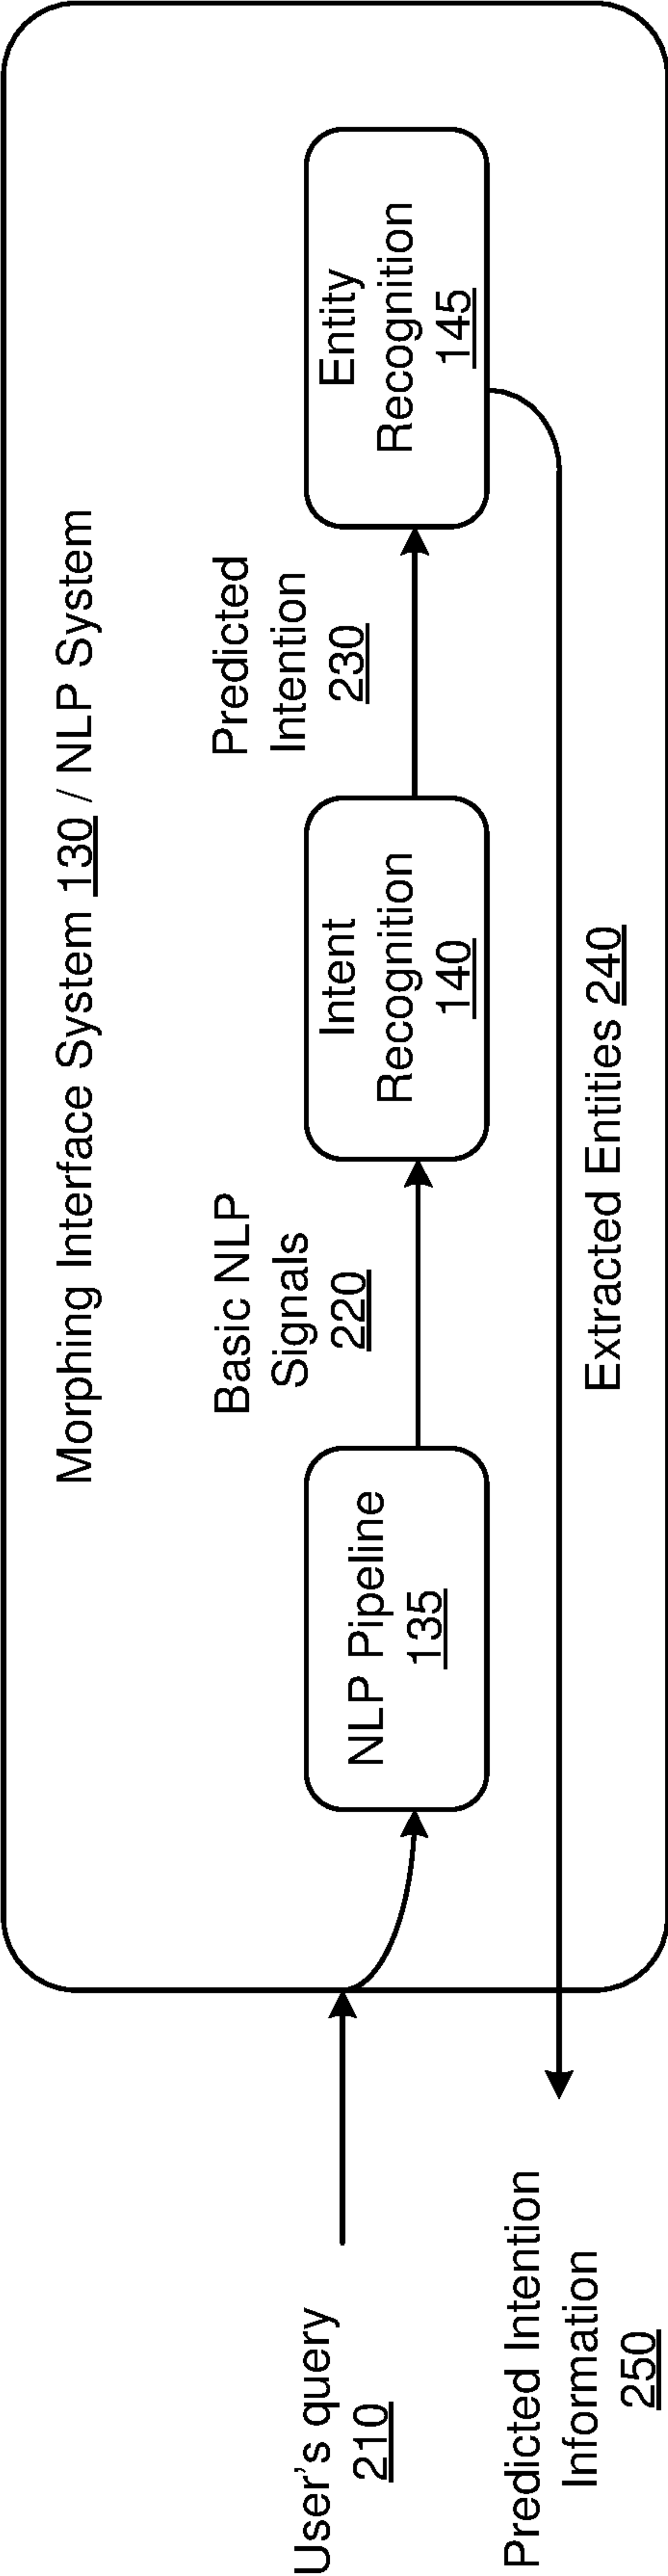 Morphing Interface System 130 / NLP System
User's query
210
NLP Pipeline
135
Basic NLP
Signals
220
Intent
Recognition
140
Predicted
Intention
230
Entity
Recognition
145
Extracted Entities 240
Predicted Intention
Information
250